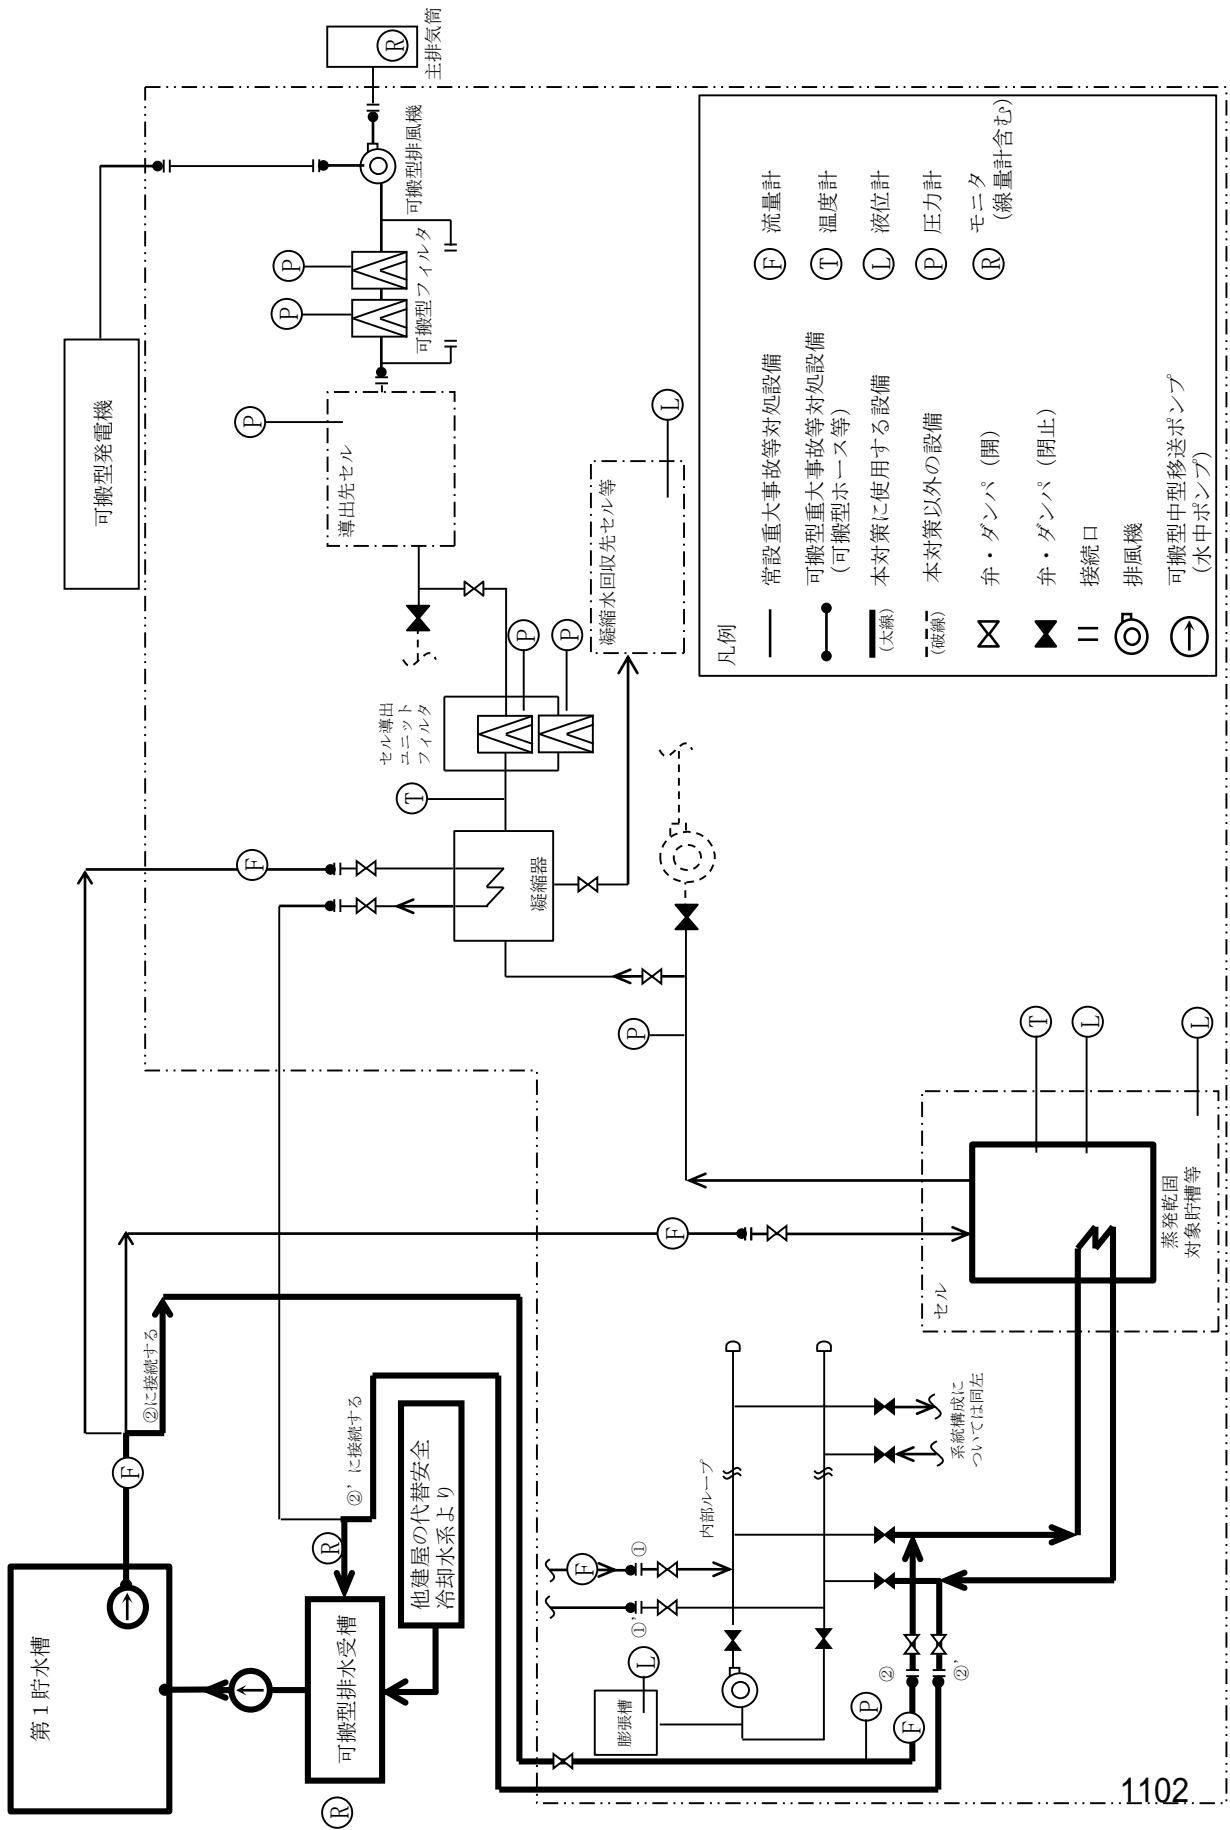 主排気筒
R
可搬型排風機
可搬型フィルタ
P
P
可搬型発電機
P
導出先セル
L
凝縮水回収先セル等
P
P
セル導出
ユニット
フィルタ
T
凝縮器
F
P
T
L
L
セル
蒸発乾固
対象貯槽等
F
②に接続する
②’に接続する
F
R
第1貯水槽
可搬型排水受槽
R
他建屋の代替安全
冷却水系より
内部ループ
系統構成に
ついては同左
F
①
①’
L
膨張槽
P
F
②
②’
凡例
常設重大事故等対処設備
可搬型重大事故等対処設備
(可搬型ホース等)
(太線)
本対策に使用する設備
(破線)
本対策以外の設備
弁・ダンパ (開)
弁・ダンパ (閉止)
接続口
排風機
可搬型中型移送ポンプ
(水中ポンプ)
F
流量計
T
温度計
L
液位計
P
圧力計
R
モニタ
(線量計含む)
1102